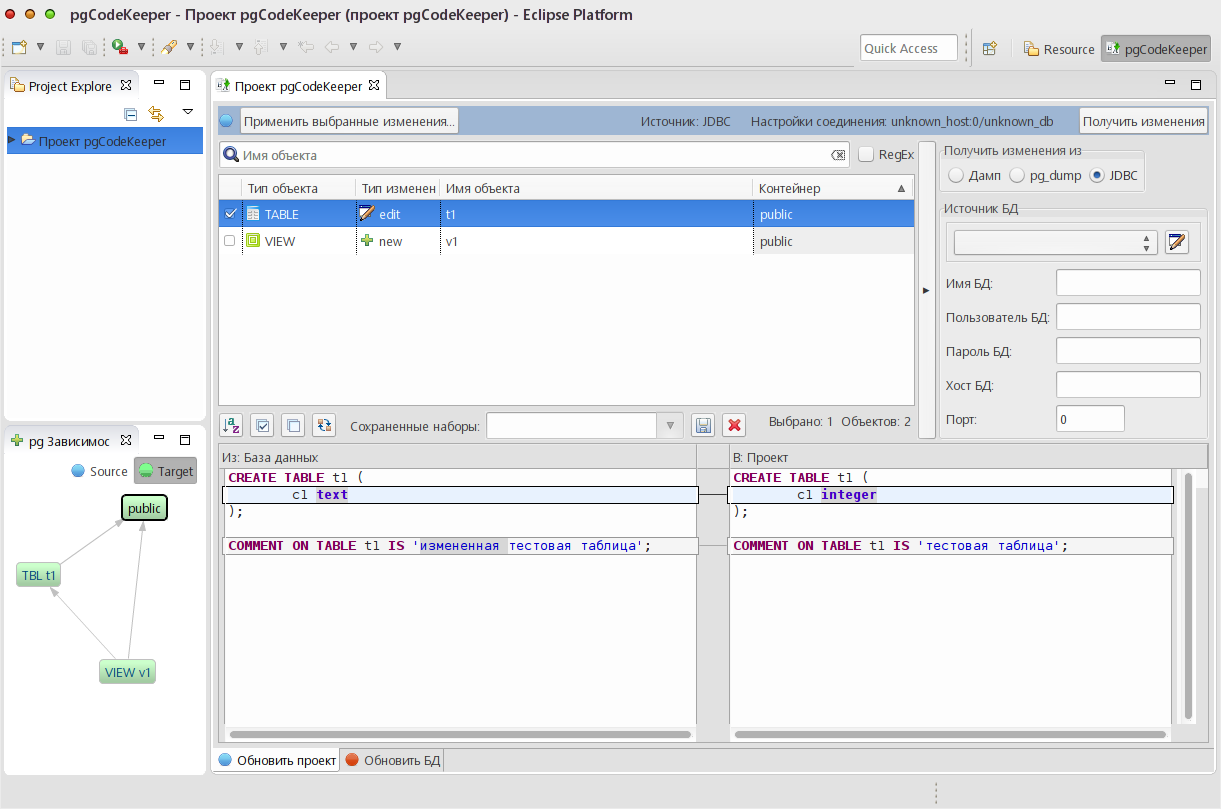 pgCodeKeeper - Проект pgCodeKeeper (проект pgCodeKeeper) - Eclipse Platform
Quick Access
Resource
pgCodeKeeper
Project Explore
Проект pgCodeKeeper
Проект pgCodeKeeper
Применить выбранные изменения...
Источник: JDBC
Настройки соединения: unknown_host:0/unknown_db
Получить изменения
Имя объекта
RegEx
Тип объекта Тип изменен Имя объекта Контейнер
TABLE edit t1 public
VIEW new v1 public
Получить изменения из
Дамп pg_dump JDBC
Источник БД
Имя БД:
Пользователь БД:
Пароль БД:
Хост БД:
Порт: 0
Сохраненные наборы:
Выбрано: 1 Объектов: 2
pg Зависимос
Source Target
public
TBL t1
VIEW v1
Из: База данных
CREATE TABLE t1 (
c1 text
);
COMMENT ON TABLE t1 IS 'измененная тестовая таблица';
В: Проект
CREATE TABLE t1 (
c1 integer
);
COMMENT ON TABLE t1 IS 'тестовая таблица';
Обновить проект
Обновить БД